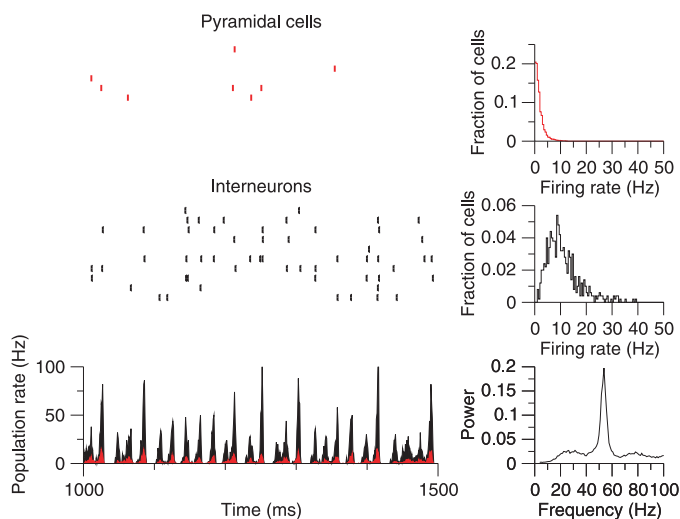 Pyramidal cells
Interneurons
Population rate (Hz)
100
50
0
1000
1500
Time (ms)
Fraction of cells
0.2
0.1
0
0 10 20 30 40 50
Firing rate (Hz)
Fraction of cells
0.06
0.04
0.02
0
0 10 20 30 40 50
Firing rate (Hz)
Power
0.2
0.15
0.1
0.05
0
0 20 40 60 80 100
Frequency (Hz)